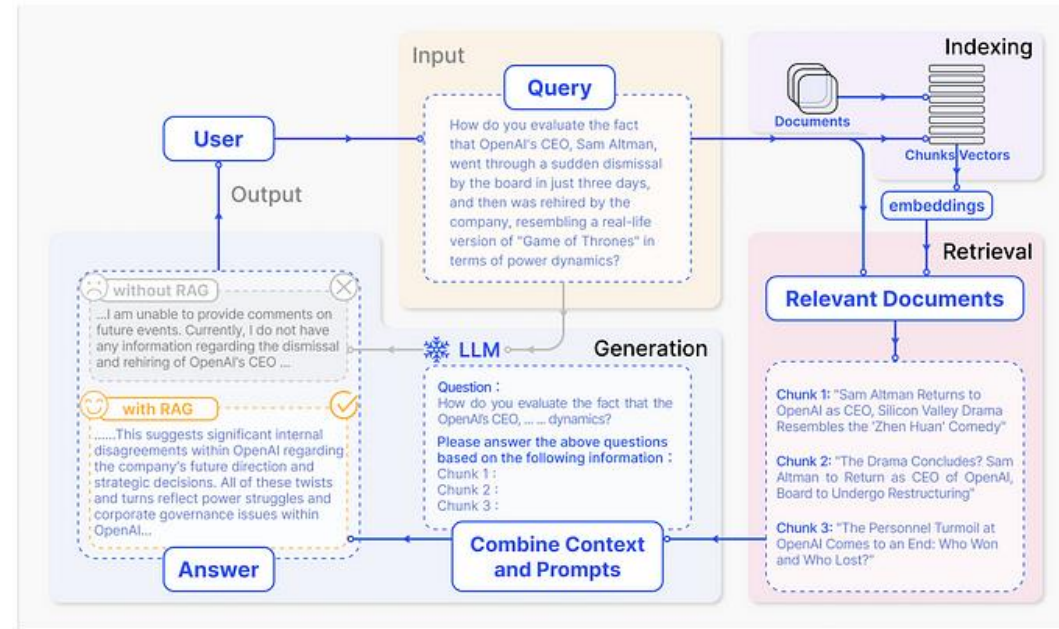 Input
Query
How do you evaluate the fact
that OpenAI's CEO, Sam Altman,
went through a sudden dismissal
by the board in just three days,
and then was rehired by the
company, resembling a real-life
version of "Game of Thrones" in
terms of power dynamics?
Indexing
Documents
Chunks
Vectors
embeddings
User
Output
Retrieval
Relevant Documents
Chunk 1: "Sam Altman Returns to
OpenAI as CEO, Silicon Valley Drama
Resembles the 'Zhen Huan' Comedy"
Chunk 2: "The Drama Concludes? Sam
Altman to Return as CEO of OpenAI,
Board to Undergo Restructuring"
Chunk 3: "The Personnel Turmoil at
OpenAI Comes to an End: Who Won
and Who Lost?"
LLM
Generation
Question :
How do you evaluate the fact that the
OpenAI's CEO, ... ... dynamics?
Please answer the above questions
based on the following information :
Chunk 1 :
Chunk 2 :
Chunk 3 :
Combine Context
and Prompts
without RAG
...I am unable to provide comments on
future events. Currently, I do not have
any information regarding the dismissal
and rehiring of OpenAI's CEO ...
with RAG
......This suggests significant internal
disagreements within OpenAI regarding
the company's future direction and
strategic decisions. All of these twists
and turns reflect power struggles and
corporate governance issues within
OpenAI...
Answer